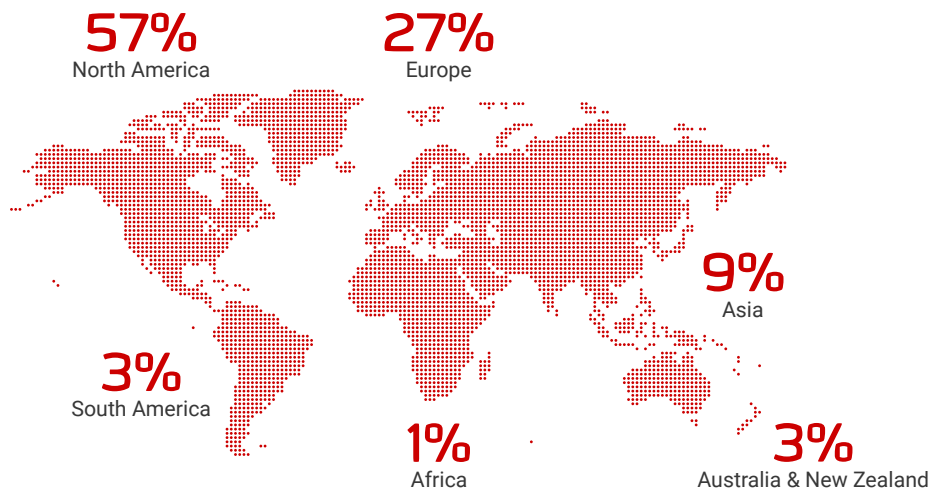 57%
North America
27%
Europe
9%
Asia
3%
South America
1%
Africa
3%
Australia & New Zealand